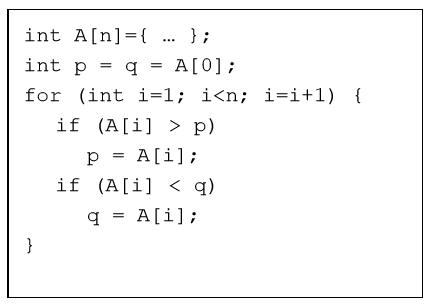 int A[n]={ … };
int p = q = A[0];
for (int i=1; i<n; i=i+1) {
if (A[i] > p)
p = A[i];
if (A[i] < q)
q = A[i];
}